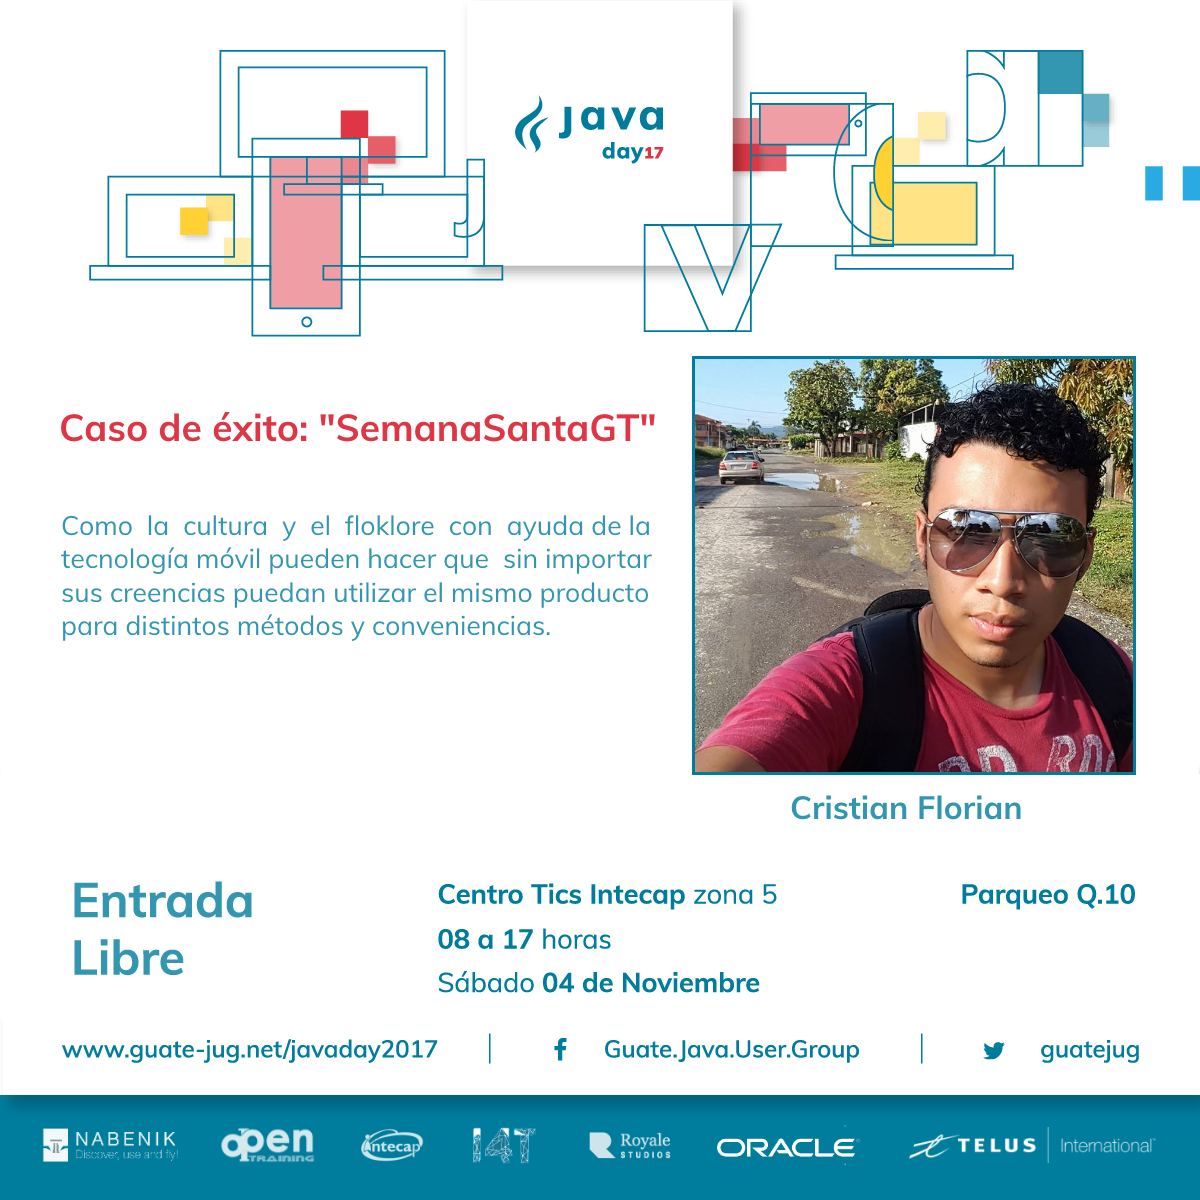 Java
day17
J
a
v
a
Caso de éxito: "SemanaSantaGT"
Como la cultura y el floklore con ayuda de la
tecnología móvil pueden hacer que sin importar
sus creencias puedan utilizar el mismo producto
para distintos métodos y conveniencias.
Cristian Florian
Entrada
Libre
Centro Tics Intecap zona 5
08 a 17 horas
Sábado 04 de Noviembre
Parqueo Q.10
www.guate-jug.net/javaday2017
Guate.Java.User.Group
guatejug
NABENIK
Discover, use and fly!
open
TRAINING
intecap
I4T
Royale
STUDIOS
ORACLE
TELUS International